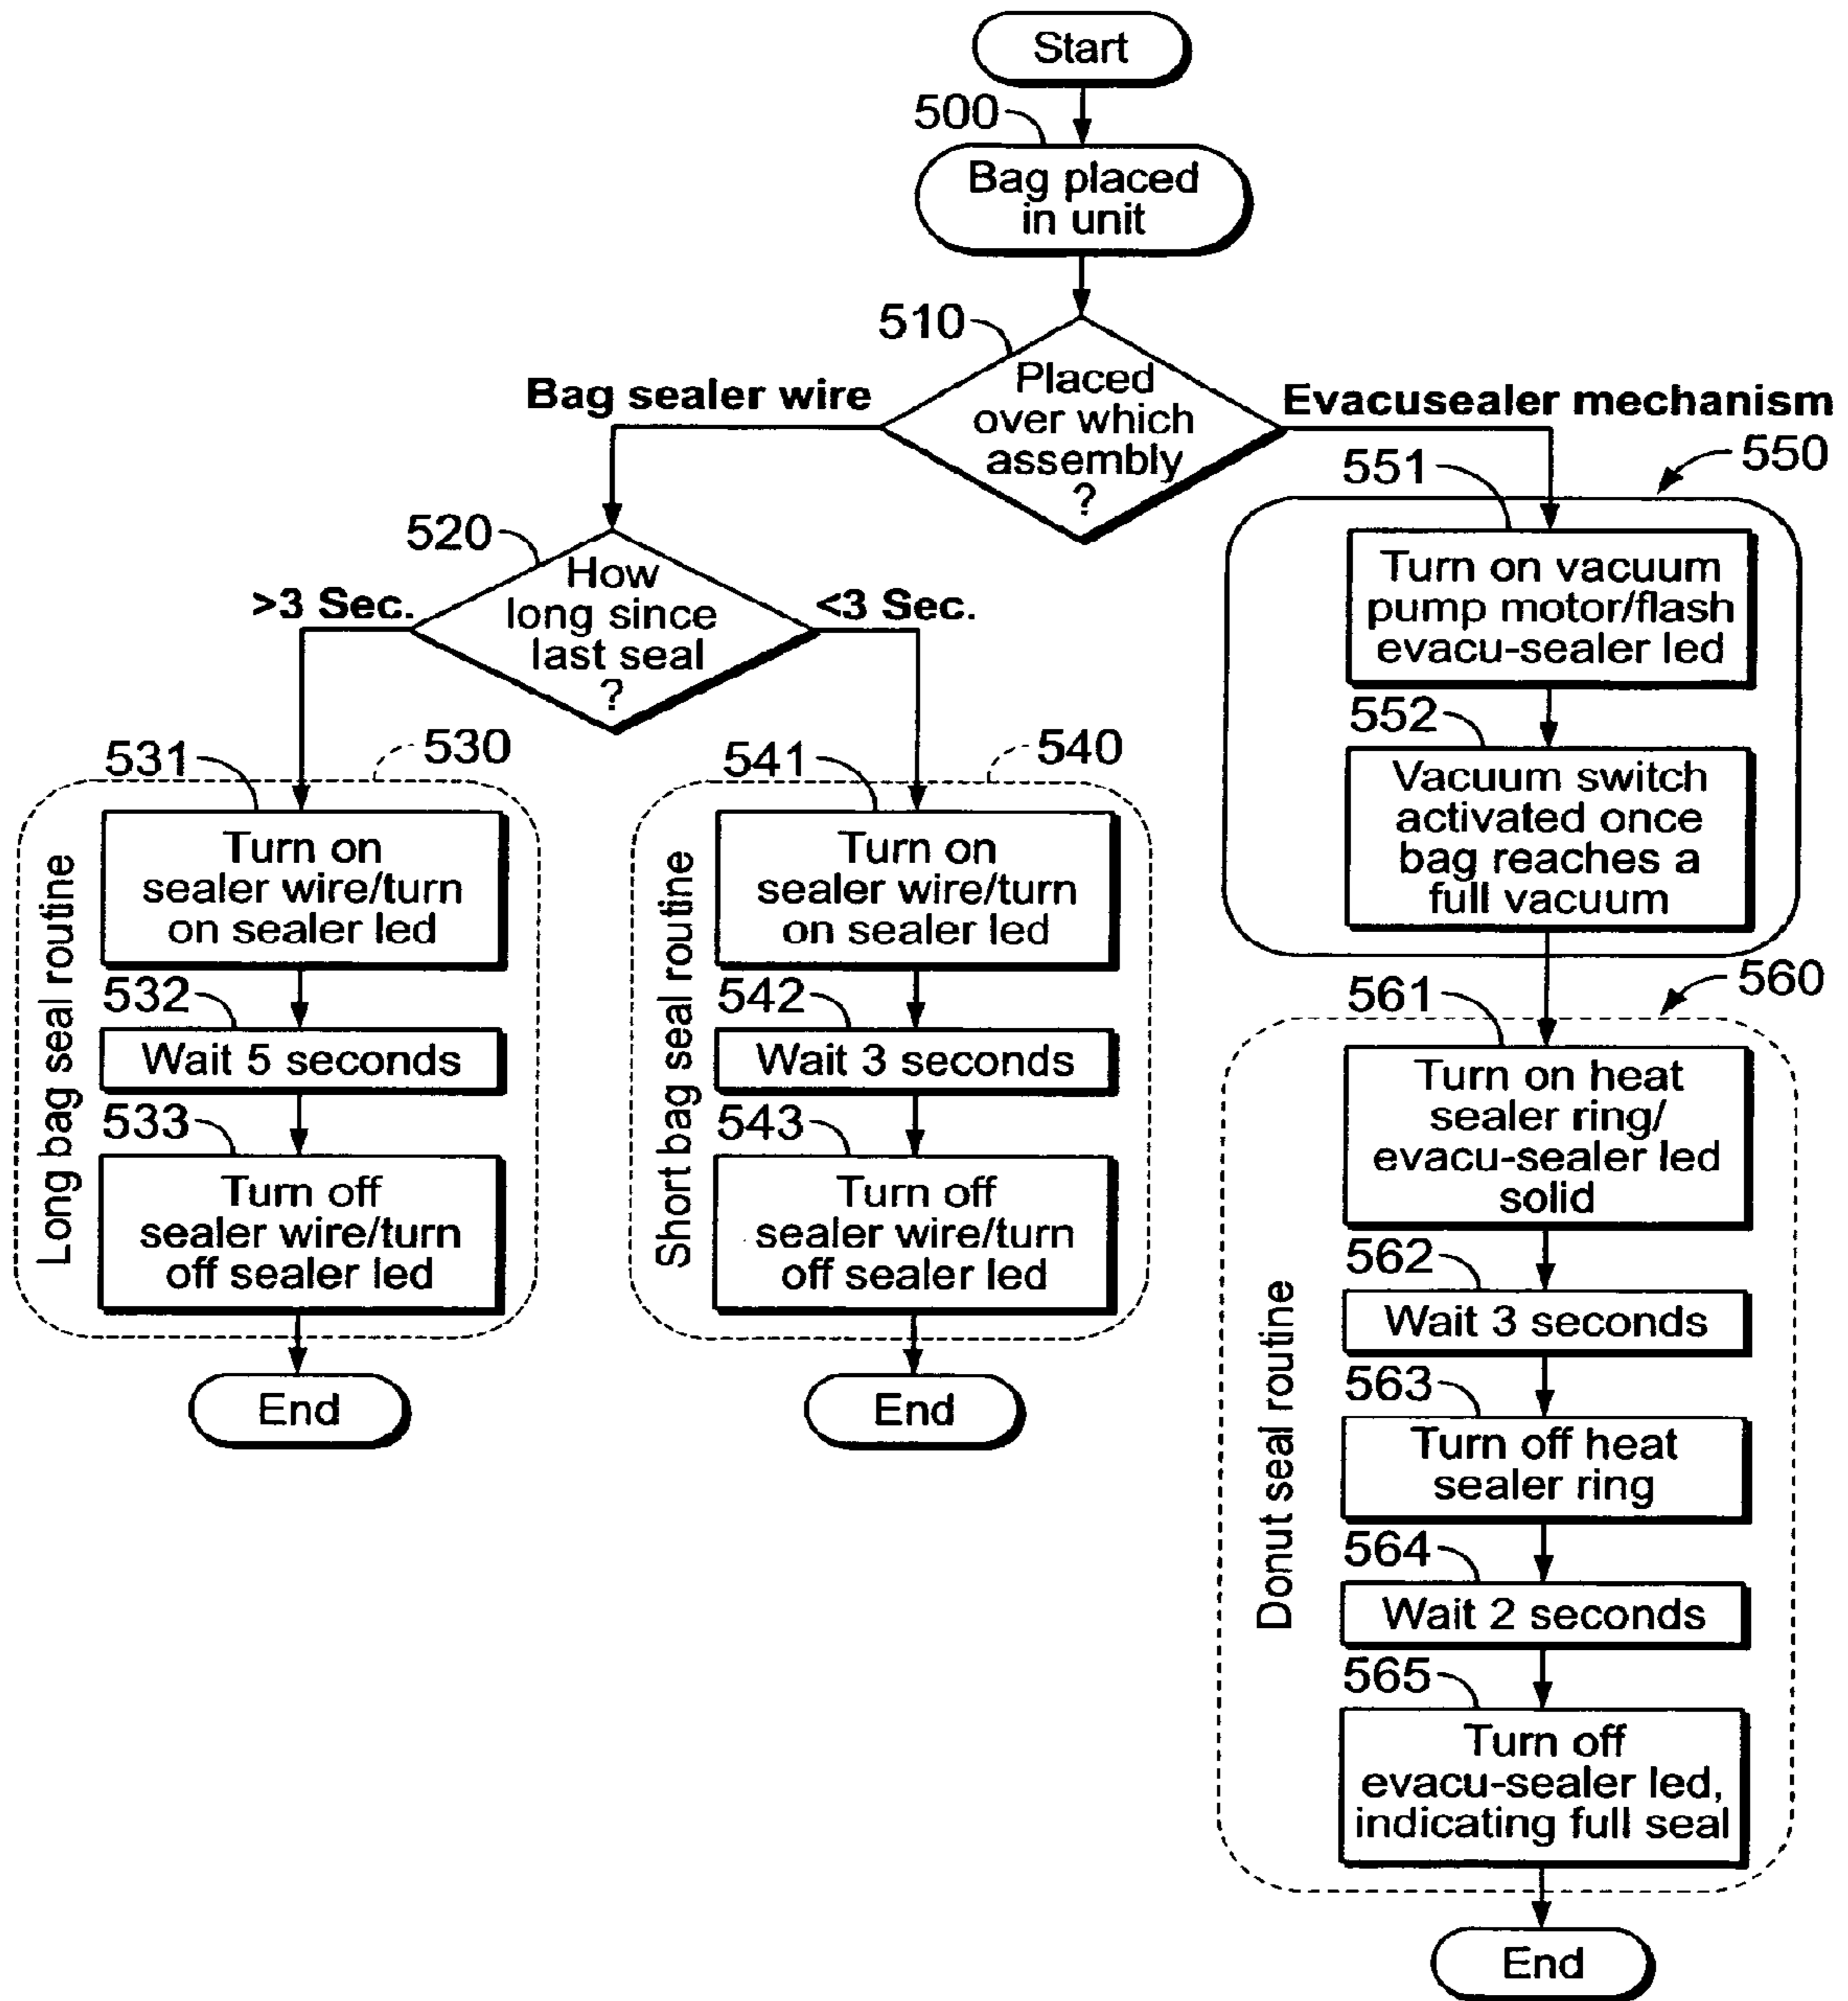 Start
500
Bag placed
in unit
510
Placed
over which
assembly
?
Bag sealer wire
Evacusealer mechanism
520
How
long since
last seal
?
>3 Sec.
<3 Sec.
530
Long bag seal routine
531
Turn on
sealer wire/turn
on sealer led
532
Wait 5 seconds
533
Turn off
sealer wire/turn
off sealer led
End
540
Short bag seal routine
541
Turn on
sealer wire/turn
on sealer led
542
Wait 3 seconds
543
Turn off
sealer wire/turn
off sealer led
End
550
551
Turn on vacuum
pump motor/flash
evacu-sealer led
552
Vacuum switch
activated once
bag reaches a
full vacuum
560
Donut seal routine
561
Turn on heat
sealer ring/
evacu-sealer led
solid
562
Wait 3 seconds
563
Turn off heat
sealer ring
564
Wait 2 seconds
565
Turn off
evacu-sealer led,
indicating full seal
End